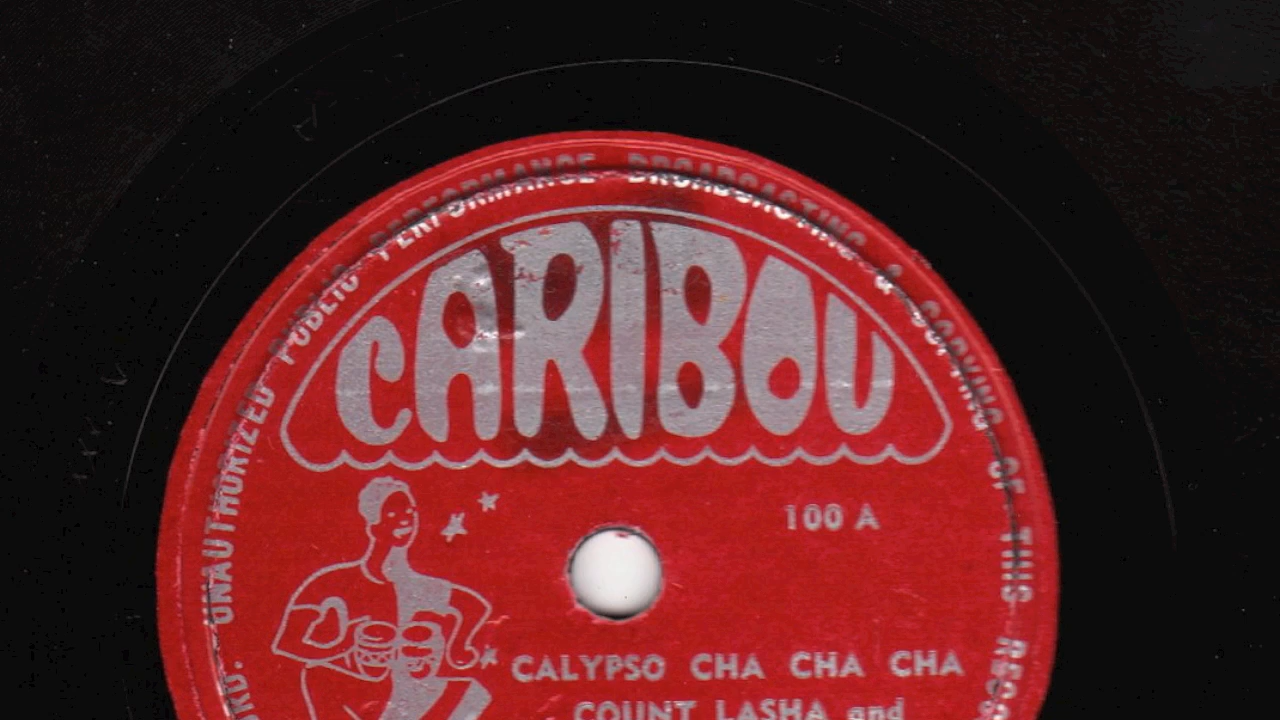 UNAUTHORIZED PUBLIC PERFORMANCE BROADCASTING & COPYING OF THIS
CARIBOU
100 A
CALYPSO CHA CHA CHA
COUNT LASHA and